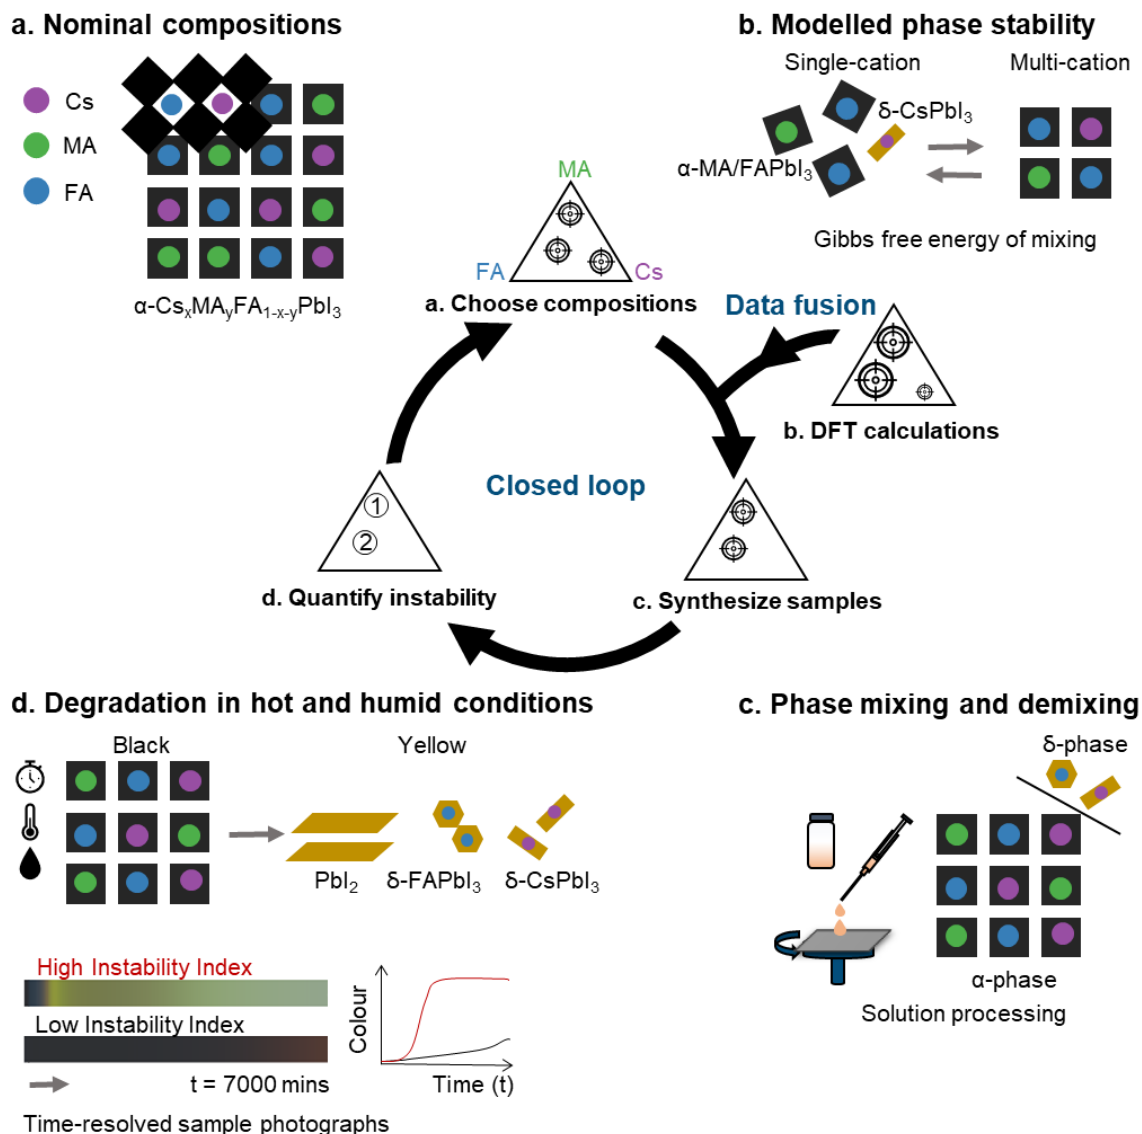 a. Nominal compositions
Cs
MA
FA
α-CsₓMAᵧFA₁₋ₓ₋ᵧPbI₃
b. Modelled phase stability
Single-cation
Multi-cation
δ-CsPbI₃
α-MA/FAPbI₃
Gibbs free energy of mixing
MA
FA
Cs
a. Choose compositions
Data fusion
b. DFT calculations
Closed loop
1
2
d. Quantify instability
c. Synthesize samples
d. Degradation in hot and humid conditions
Black
Yellow
PbI₂
δ-FAPbI₃
δ-CsPbI₃
High Instability Index
Low Instability Index
t = 7000 mins
Time-resolved sample photographs
Colour
Time (t)
c. Phase mixing and demixing
δ-phase
α-phase
Solution processing